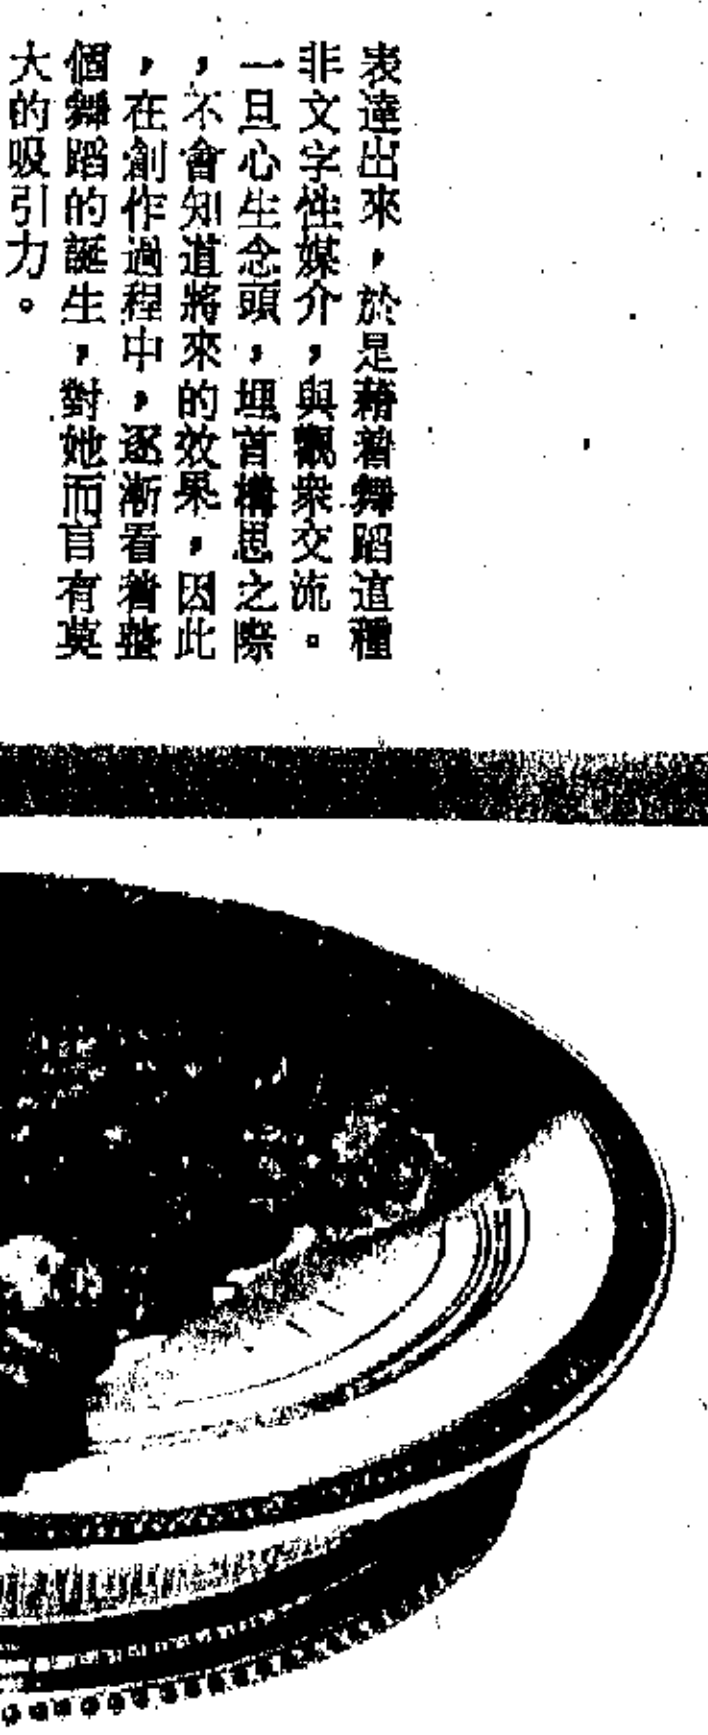 表達出來，於是藉着舞蹈這種
非文字性媒介，與觀衆交流。
一旦心生念頭，埋首構思之際
，不會知道將來的效果，因此
，在創作過程中，逐漸看着整
個舞蹈的誕生，對她而言有莫
大的吸引力。